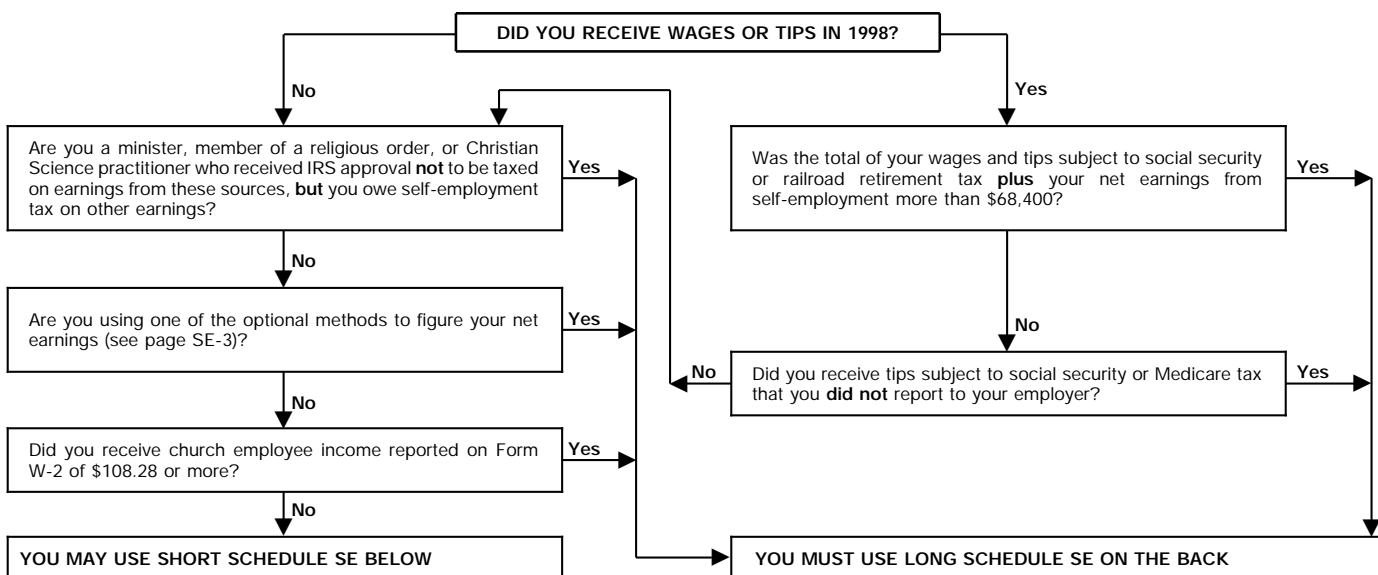 DID YOU RECEIVE WAGES OR TIPS IN 1998?
No
Yes
Are you a minister, member of a religious order, or Christian
Science practitioner who received IRS approval not to be taxed
on earnings from these sources, but you owe self-employment
tax on other earnings?
Yes
Was the total of your wages and tips subject to social security
or railroad retirement tax plus your net earnings from
self-employment more than $68,400?
Yes
No
Are you using one of the optional methods to figure your net
earnings (see page SE-3)?
Yes
No
No
Did you receive tips subject to social security or Medicare tax
that you did not report to your employer?
Yes
No
Did you receive church employee income reported on Form
W-2 of $108.28 or more?
Yes
No
YOU MAY USE SHORT SCHEDULE SE BELOW
YOU MUST USE LONG SCHEDULE SE ON THE BACK